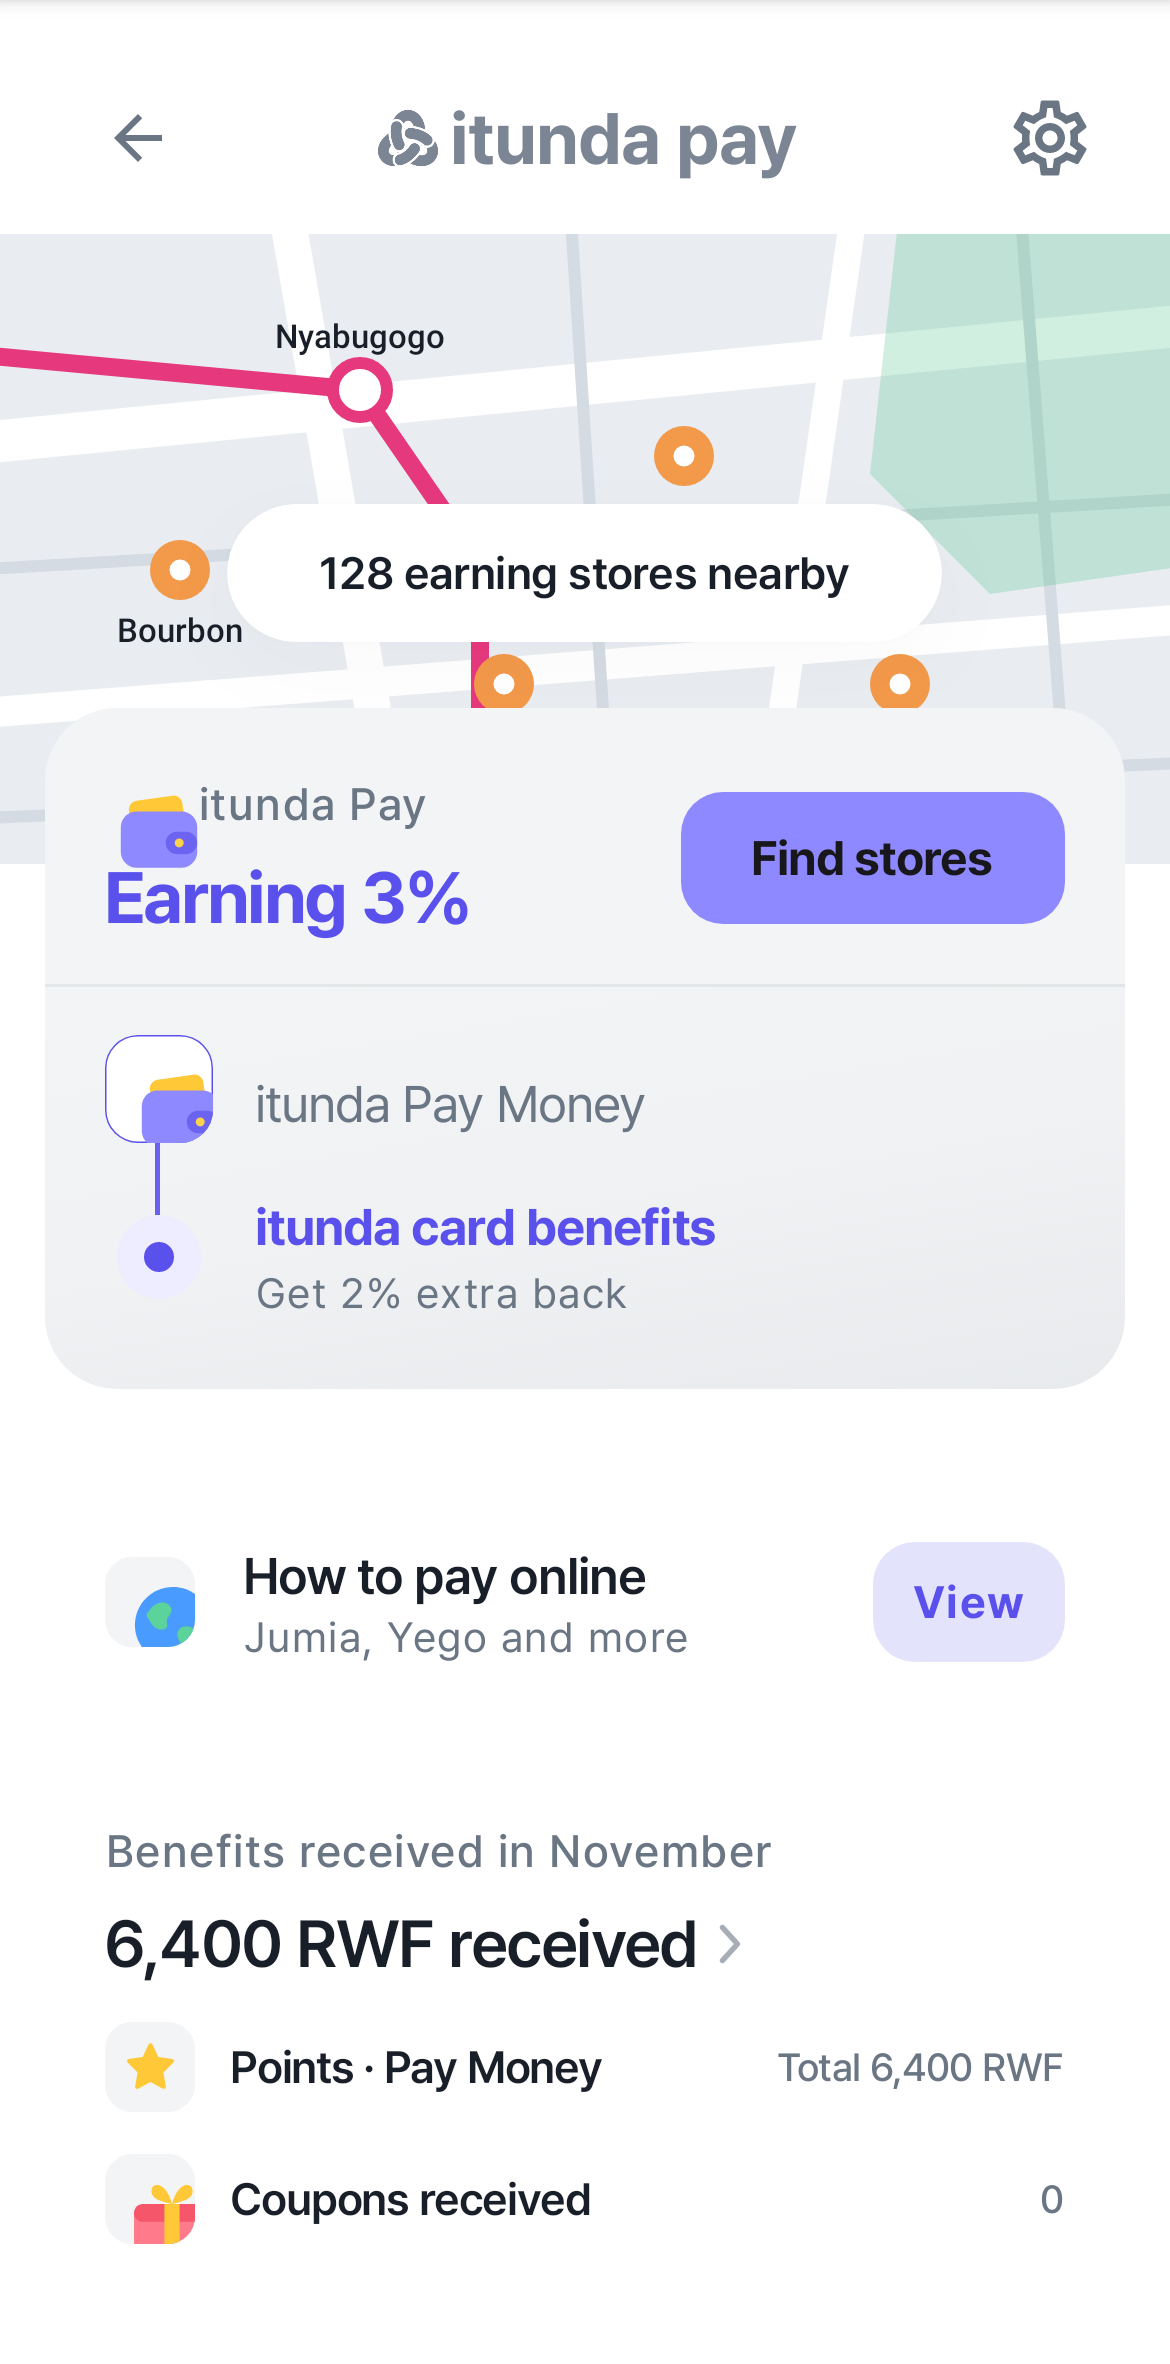 itunda pay
Nyabugogo
128 earning stores nearby
Bourbon
itunda Pay
Earning 3%
Find stores
itunda Pay Money
itunda card benefits
Get 2% extra back
How to pay online
Jumia, Yego and more
View
Benefits received in November
6,400 RWF received
Points · Pay Money
Total 6,400 RWF
Coupons received
0